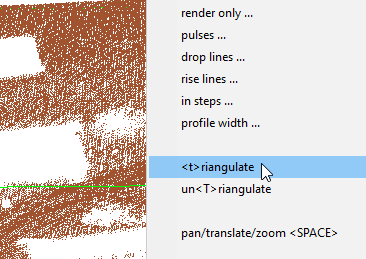 render only ...
pulses ...
drop lines ...
rise lines ...
in steps ...
profile width ...
<t>riangulate
un<T>riangulate
pan/translate/zoom <SPACE>